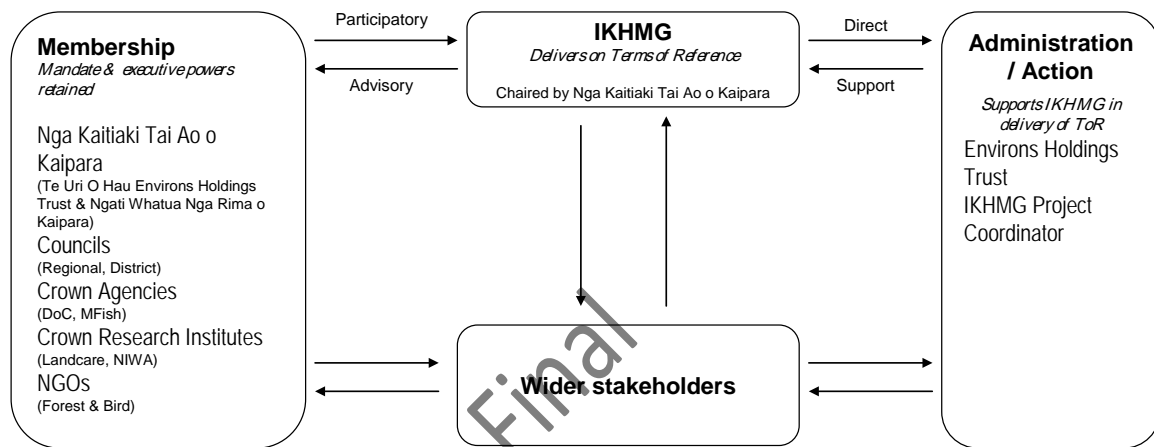 Membership
Mandate & executive powers
retained
Nga Kaitiaki Tai Ao o
Kaipara
(Te Uri O Hau Environs Holdings
Trust & Ngati Whatua Nga Rima o
Kaipara)
Councils
(Regional, District)
Crown Agencies
(DoC, MFish)
Crown Research Institutes
(Landcare, NIWA)
NGOs
(Forest & Bird)
Participatory
Advisory
IKHMG
Delivers on Terms of Reference
Chaired by Nga Kaitiaki Tai Ao o Kaipara
Direct
Support
Administration
/ Action
Supports IKHMG in
delivery of ToR
Environs Holdings
Trust
IKHMG Project
Coordinator
Wider stakeholders
Final